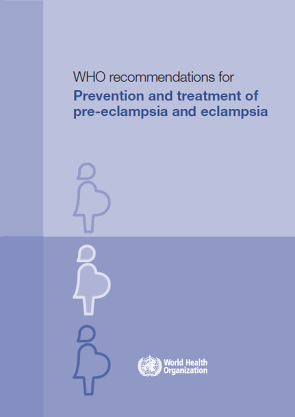 WHO recommendations for
Prevention and treatment of
pre-eclampsia and eclampsia
World Health
Organization